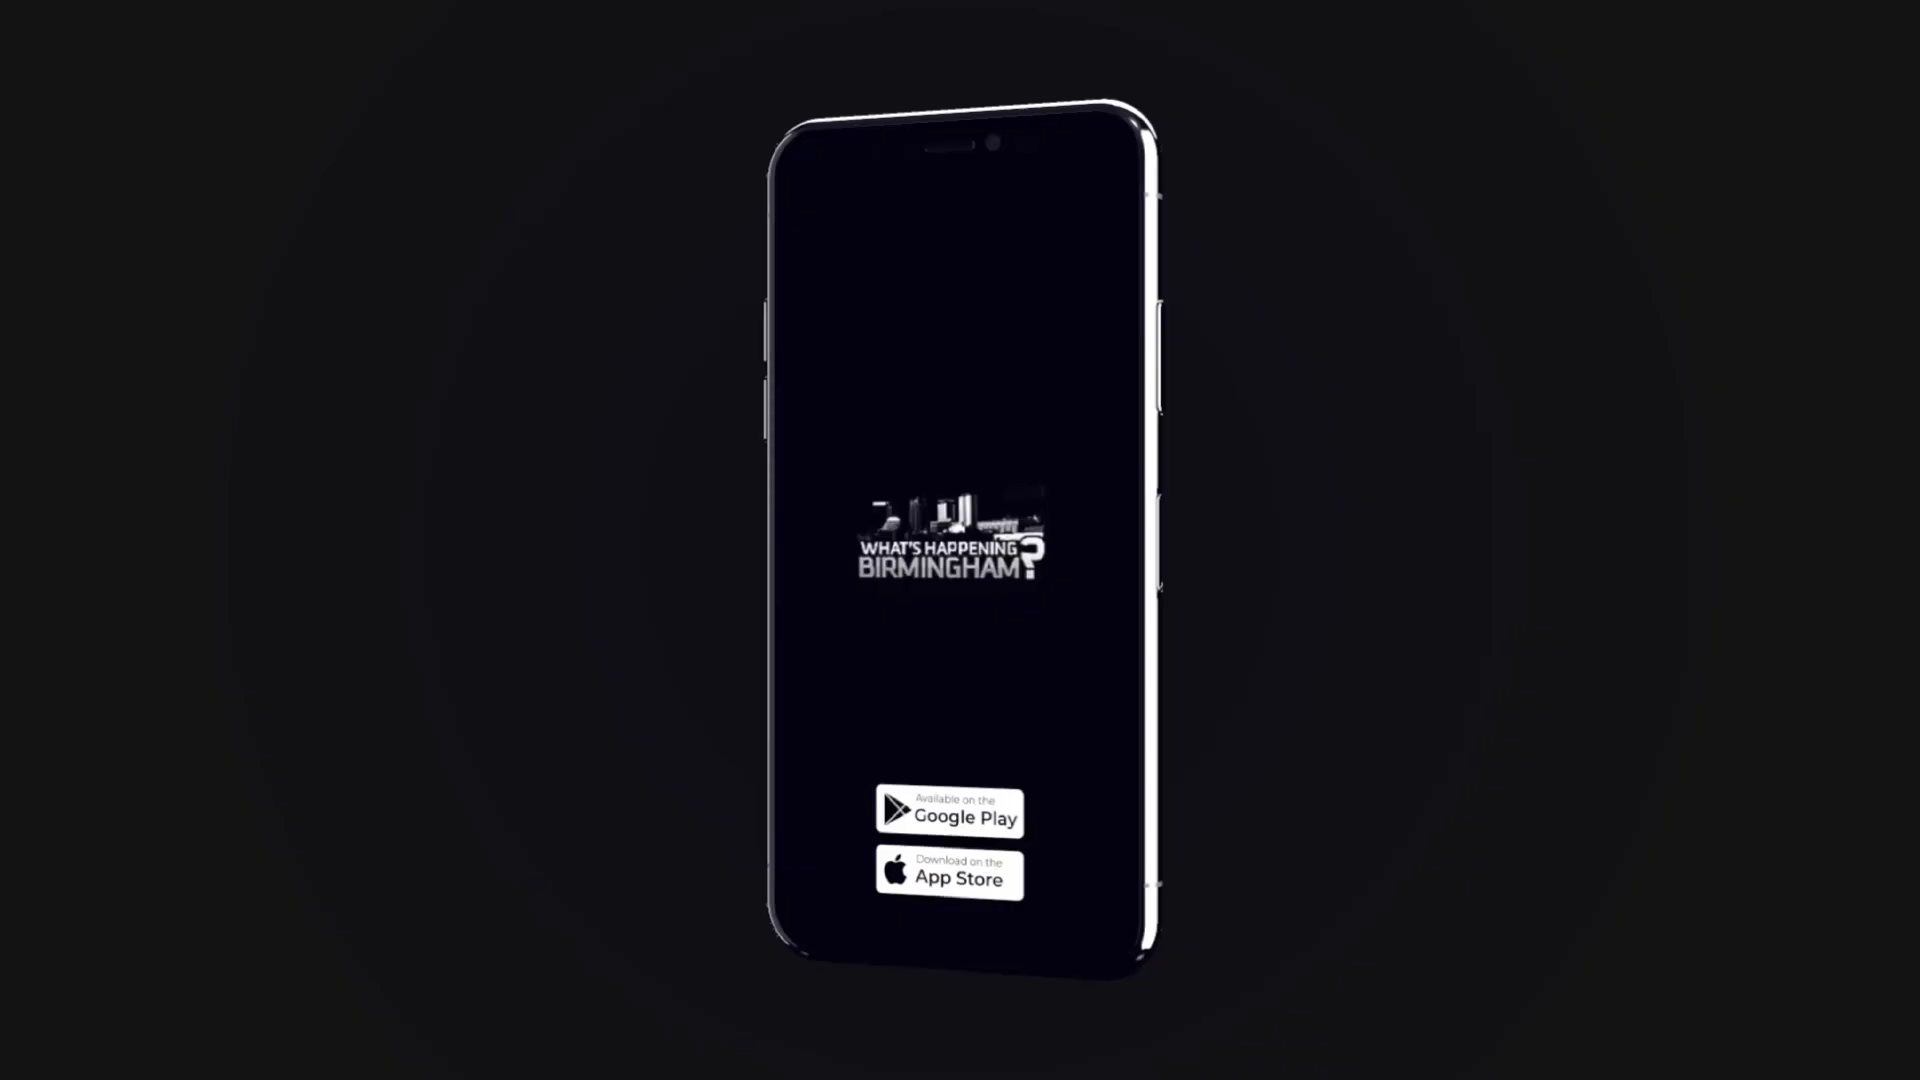 WHAT'S HAPPENING
BIRMINGHAM?
Available on the
Google Play
Download on the
App Store